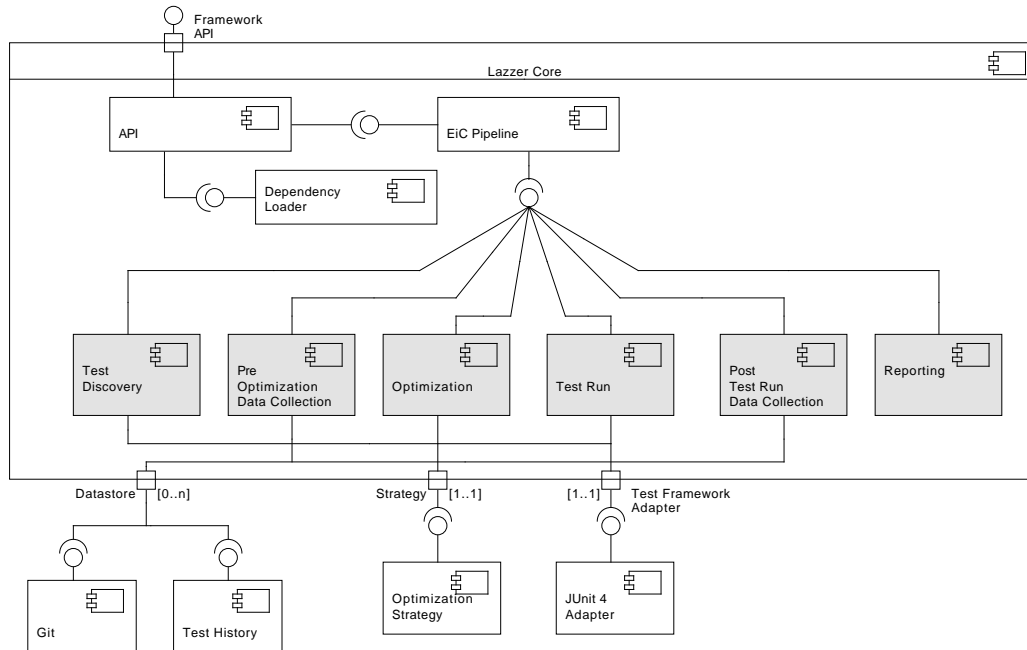 Framework
API
Lazzer Core
API
EiC Pipeline
Dependency
Loader
Test
Discovery
Pre
Optimization
Data Collection
Optimization
Test Run
Post
Test Run
Data Collection
Reporting
Datastore
[0..n]
Strategy
[1..1]
[1..1]
Test Framework
Adapter
Git
Test History
Optimization
Strategy
JUnit 4
Adapter